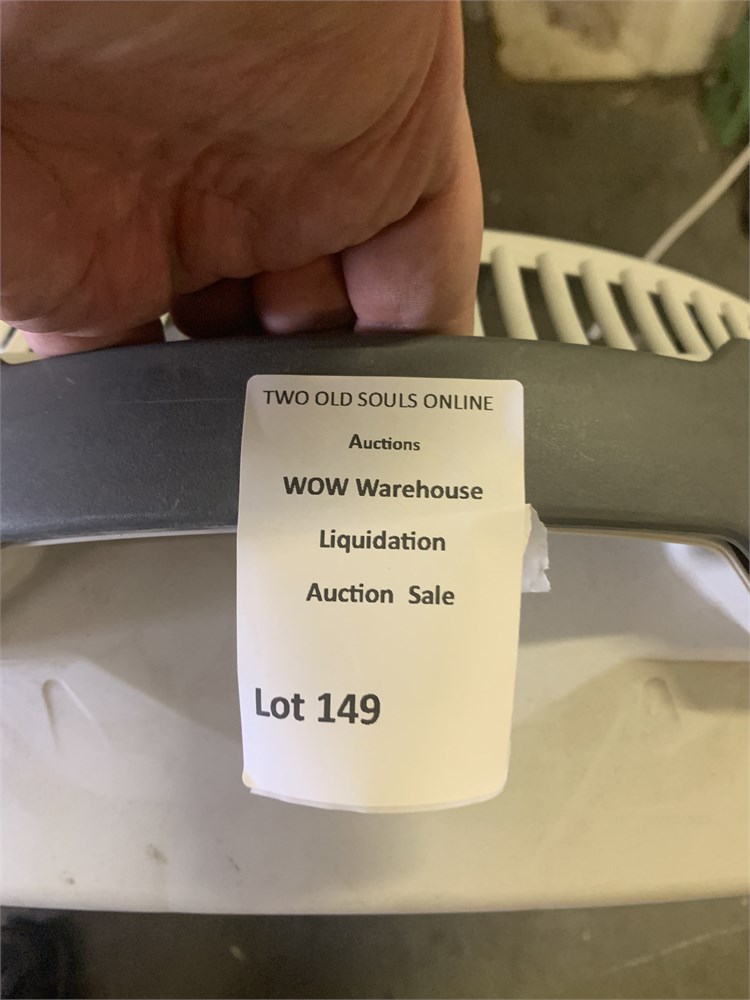 TWO OLD SOULS ONLINE
Auctions
WOW Warehouse
Liquidation
Auction Sale
Lot 149